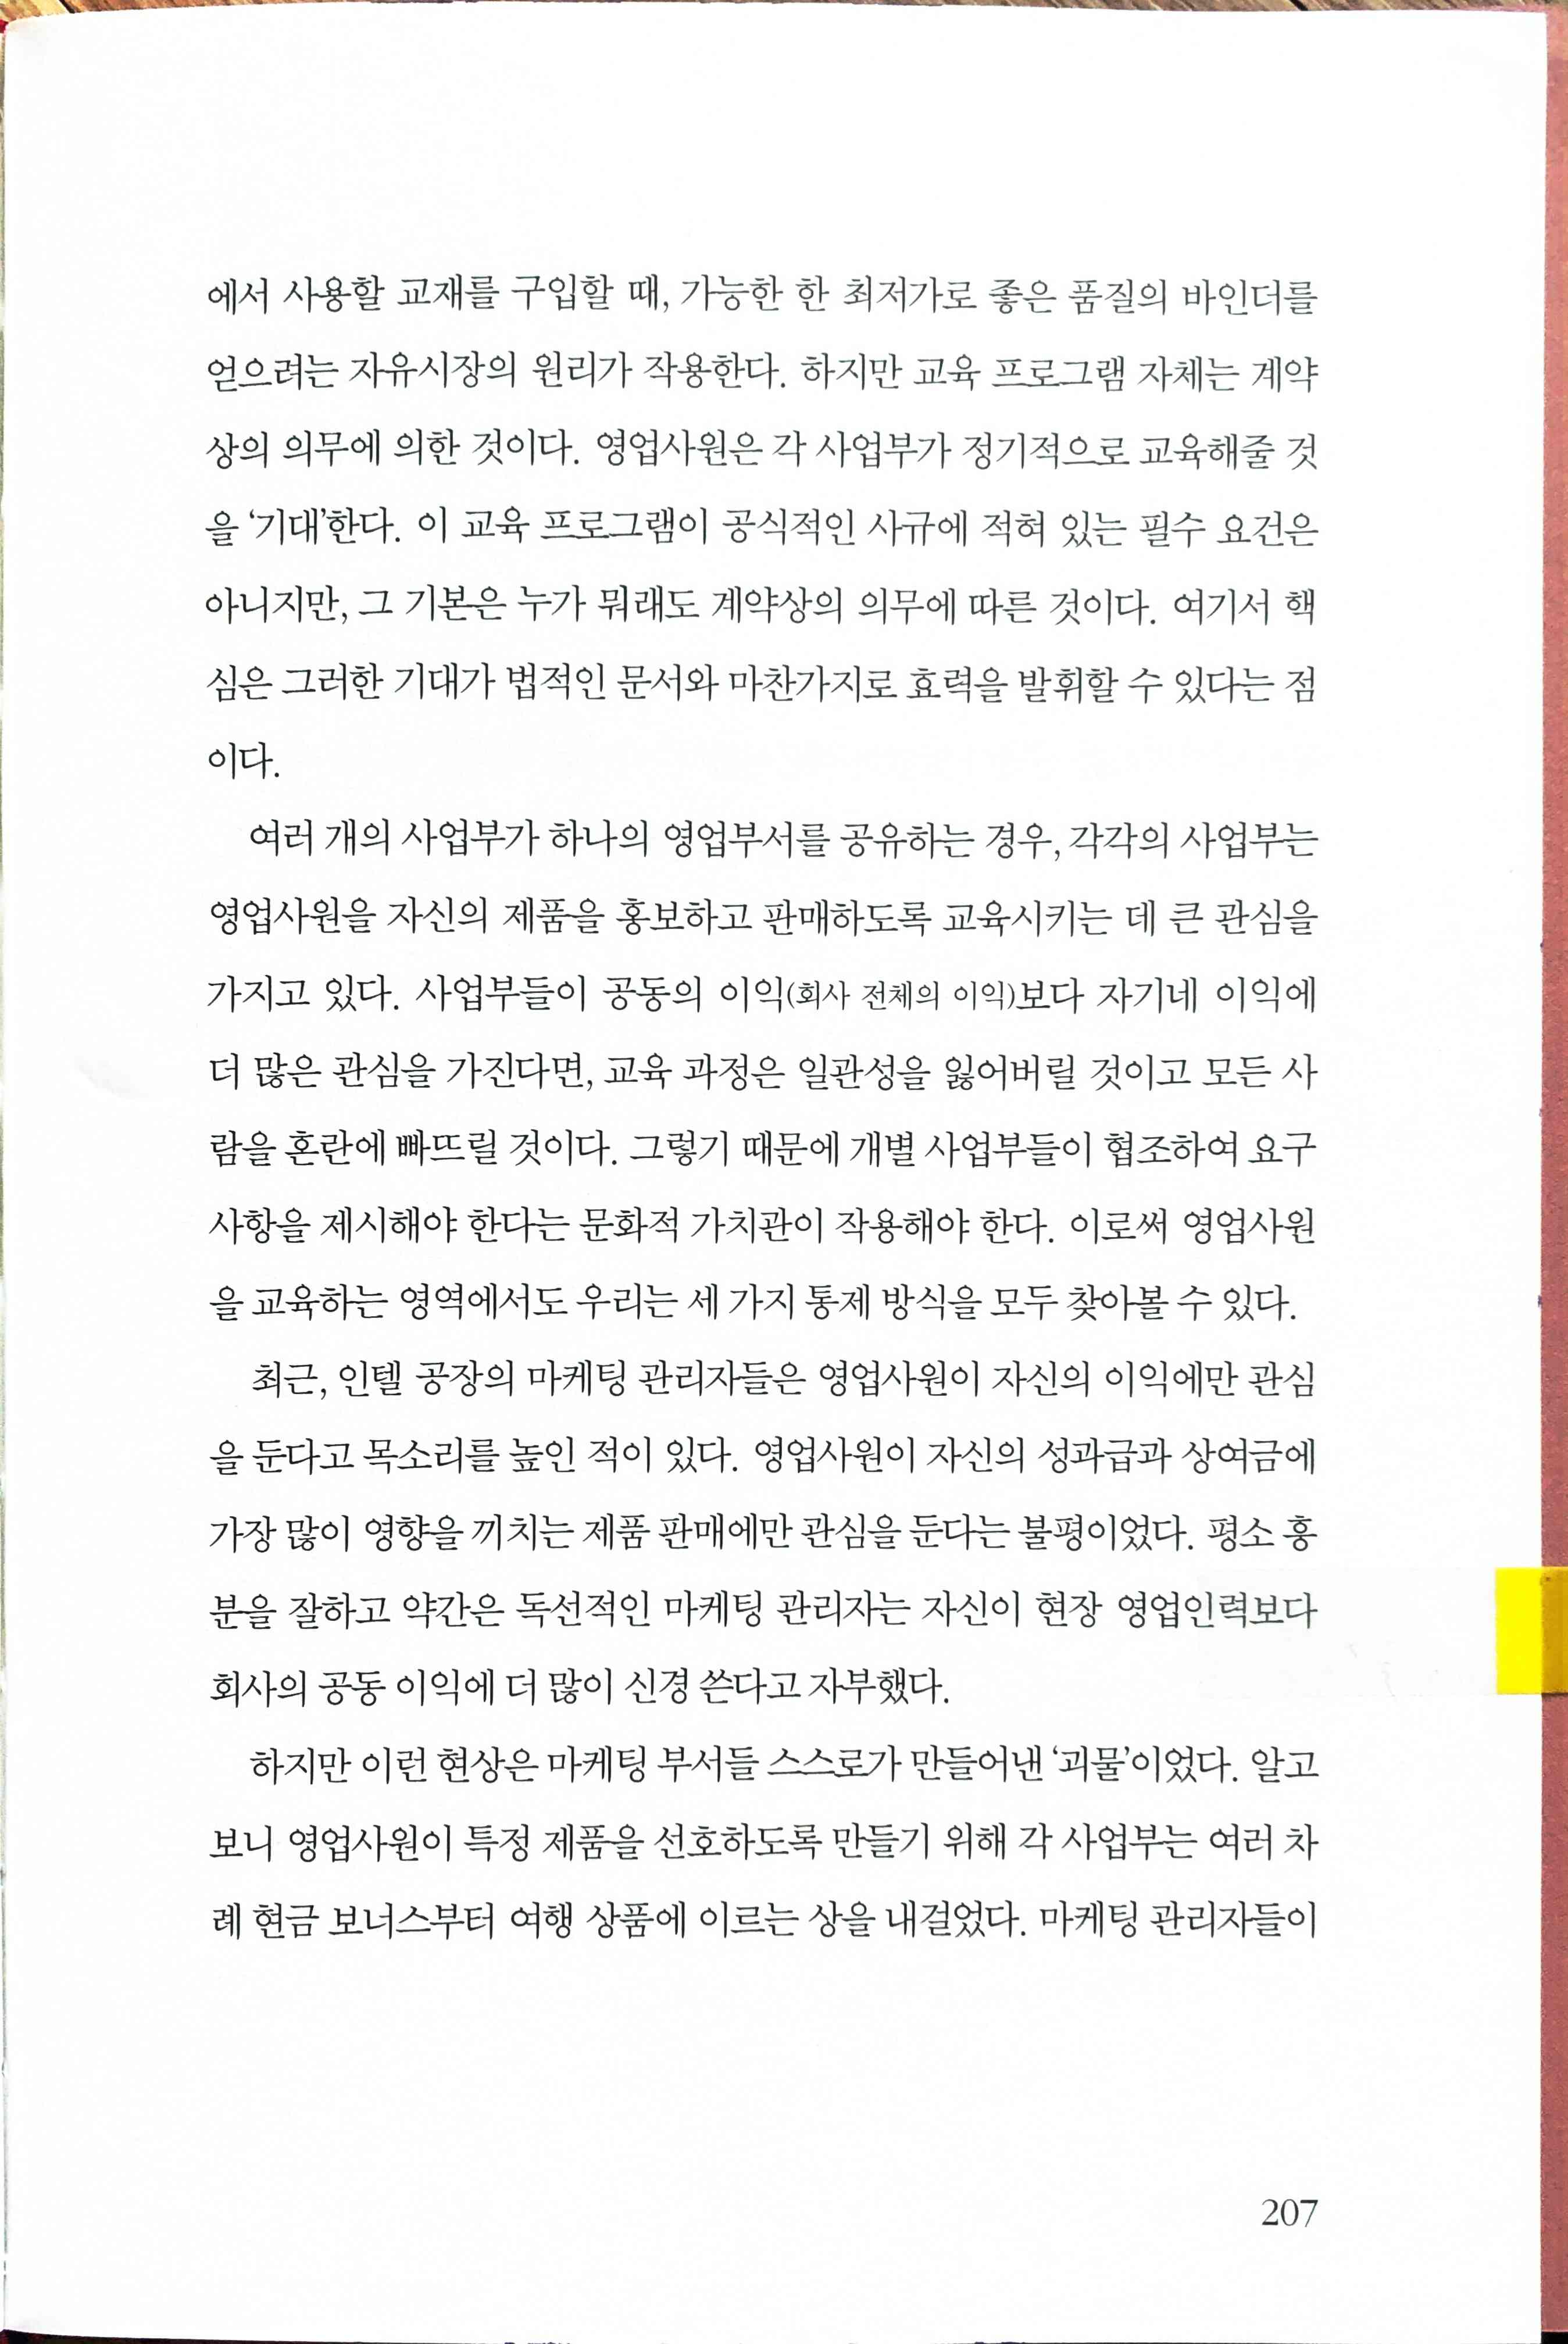 에서 사용할 교재를 구입할 때, 가능한 한 최저가로 좋은 품질의 바인더를
얻으려는 자유시장의 원리가 작용한다. 하지만 교육 프로그램 자체는 계약
상의 의무에 의한 것이다. 영업사원은 각 사업부가 정기적으로 교육해줄 것
을 ‘기대’한다. 이 교육 프로그램이 공식적인 사규에 적혀 있는 필수 요건은
아니지만, 그 기본은 누가 뭐래도 계약상의 의무에 따른 것이다. 여기서 핵
심은 그러한 기대가 법적인 문서와 마찬가지로 효력을 발휘할 수 있다는 점
이다.
여러 개의 사업부가 하나의 영업부서를 공유하는 경우, 각각의 사업부는
영업사원을 자신의 제품을 홍보하고 판매하도록 교육시키는 데 큰 관심을
가지고 있다. 사업부들이 공동의 이익(회사 전체의 이익)보다 자기네 이익에
더 많은 관심을 가진다면, 교육 과정은 일관성을 잃어버릴 것이고 모든 사
람을 혼란에 빠뜨릴 것이다. 그렇기 때문에 개별 사업부들이 협조하여 요구
사항을 제시해야 한다는 문화적 가치관이 작용해야 한다. 이로써 영업사원
을 교육하는 영역에서도 우리는 세 가지 통제 방식을 모두 찾아볼 수 있다.
최근, 인텔 공장의 마케팅 관리자들은 영업사원이 자신의 이익에만 관심
을 둔다고 목소리를 높인 적이 있다. 영업사원이 자신의 성과급과 상여금에
가장 많이 영향을 끼치는 제품 판매에만 관심을 둔다는 불평이었다. 평소 흥
분을 잘하고 약간은 독선적인 마케팅 관리자는 자신이 현장 영업인력보다
회사의 공동 이익에 더 많이 신경 쓴다고 자부했다.
하지만 이런 현상은 마케팅 부서들 스스로가 만들어낸 ‘괴물’이었다. 알고
보니 영업사원이 특정 제품을 선호하도록 만들기 위해 각 사업부는 여러 차
례 현금 보너스부터 여행 상품에 이르는 상을 내걸었다. 마케팅 관리자들이
207